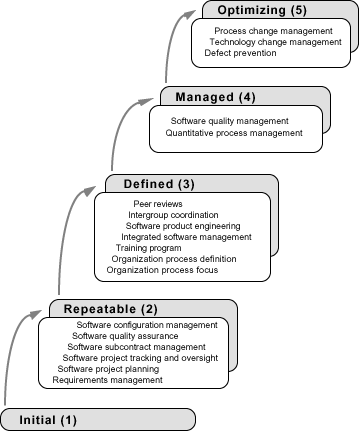 Optimizing (5)
Process change management
Technology change management
Defect prevention
Managed (4)
Software quality management
Quantitative process management
Defined (3)
Peer reviews
Intergroup coordination
Software product engineering
Integrated software management
Training program
Organization process definition
Organization process focus
Repeatable (2)
Software configuration management
Software quality assurance
Software subcontract management
Software project tracking and oversight
Software project planning
Requirements management
Initial (1)